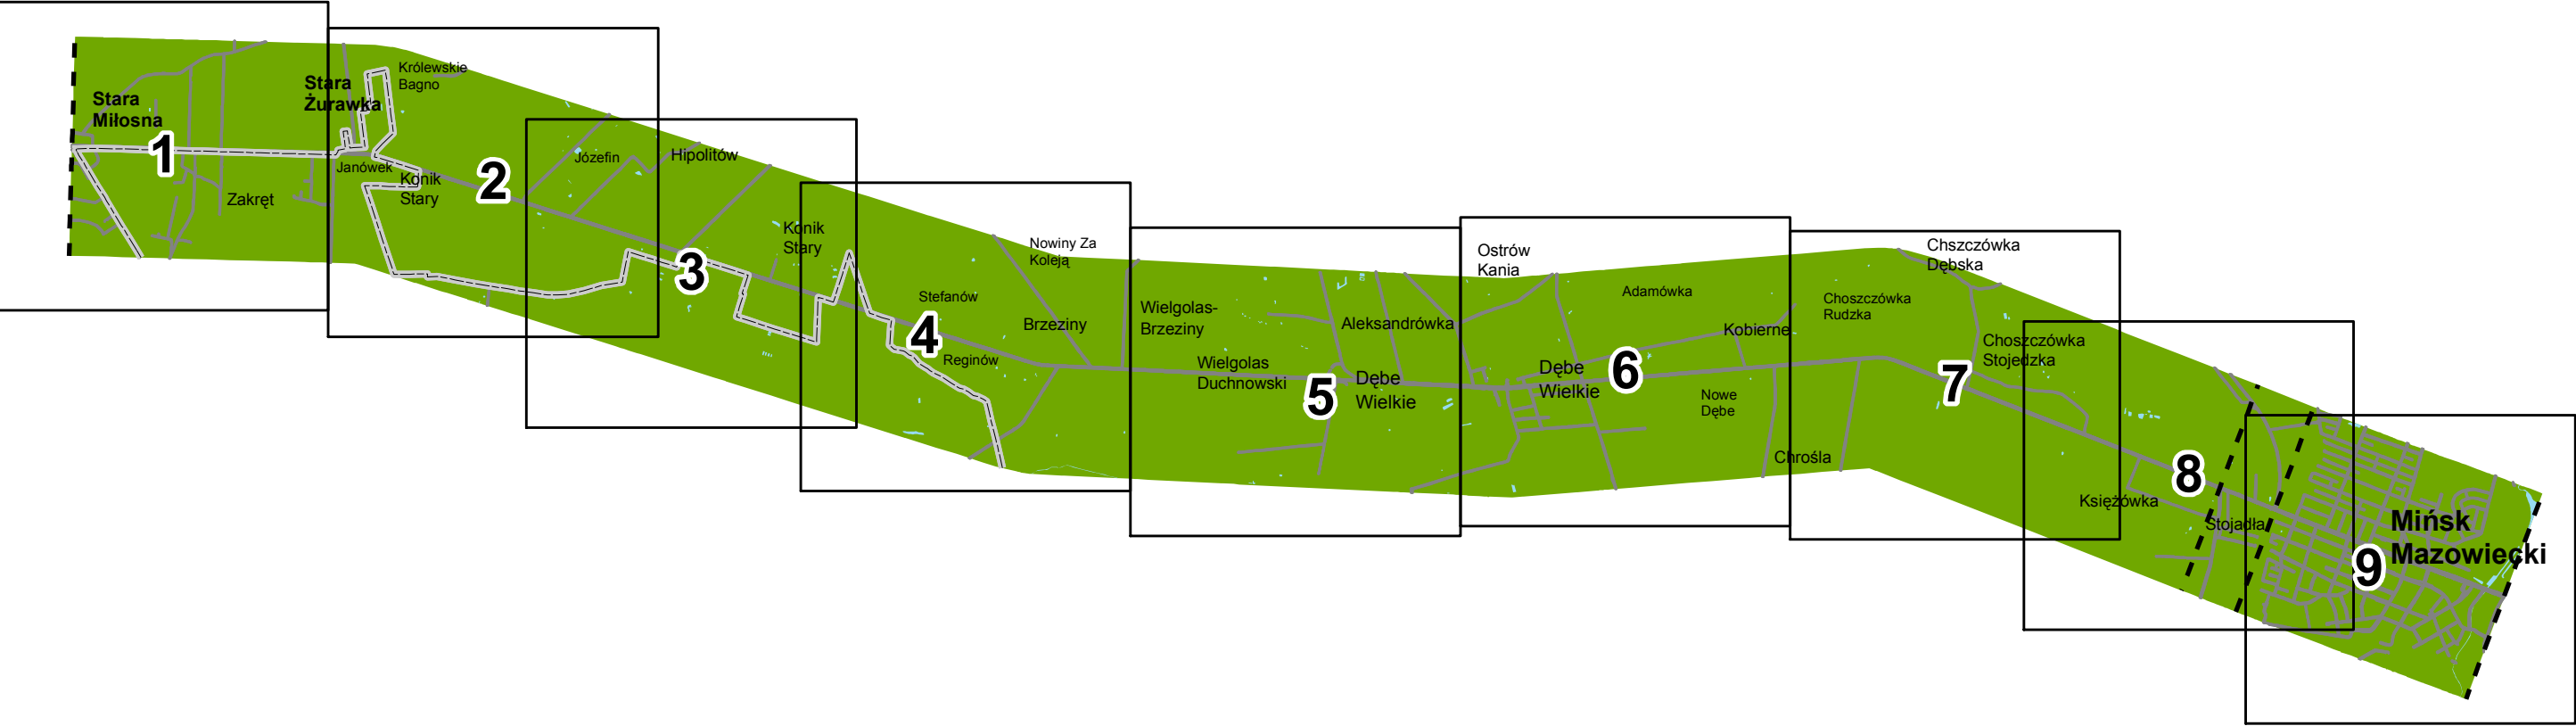 Stara
Miłosna
1
Zakręt
Stara
Żurawka
Królewskie
Bagno
Janówek
Konik
Stary
2
Józefin
Hipolitów
3
Konik
Stary
Stefanów
4
Reginów
Nowiny Za
Koleją
Brzeziny
Wielgolas-
Brzeziny
Wielgolas
Duchnowski
5
Aleksandrówka
Dębe
Wielkie
Ostrów
Kania
Dębe
Wielkie
6
Adamówka
Kobierne
Nowe
Dębe
Chrośla
Choszczówka
Rudzka
Chszczówka
Dębska
Choszczówka
Stojedzka
7
Księżówka
8
Stojadła
Mińsk
Mazowiecki
9